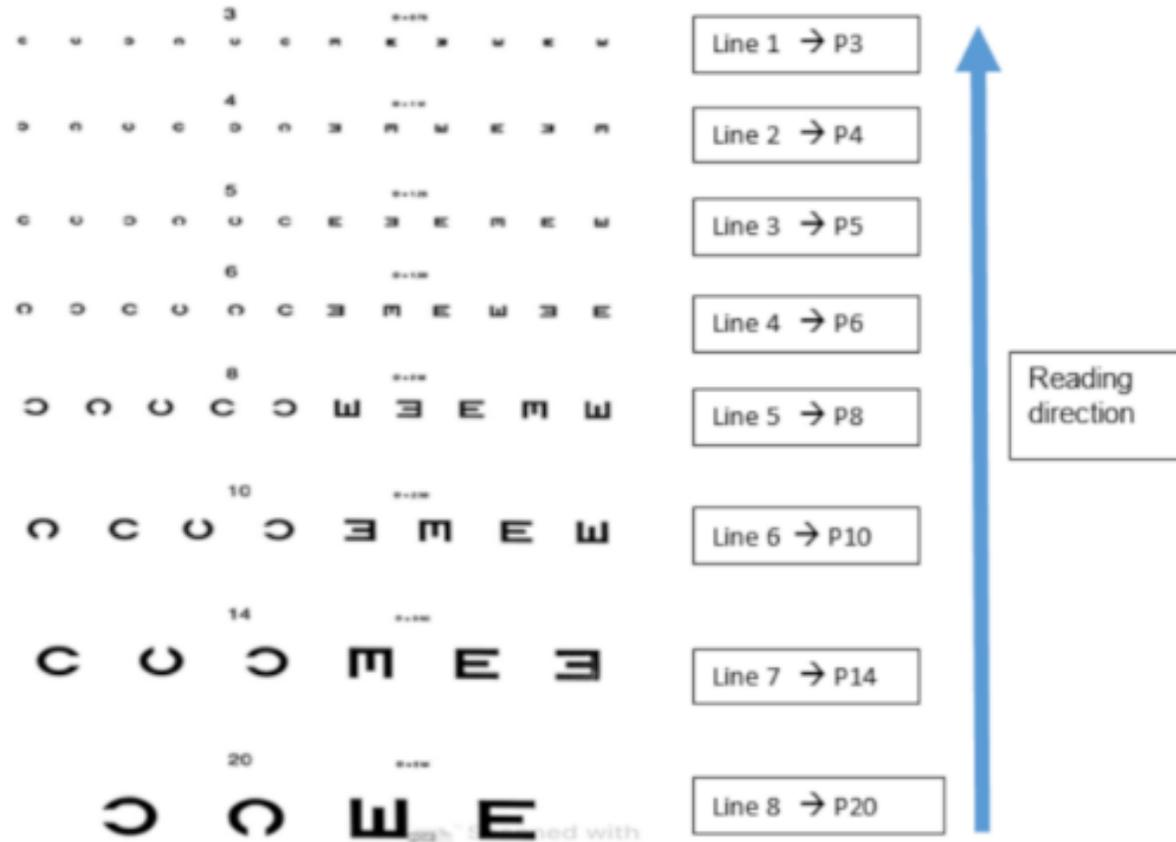 3
Line 1 → P3
4
Line 2 → P4
5
Line 3 → P5
6
Line 4 → P6
8
Line 5 → P8
Reading
direction
10
Line 6 → P10
14
Line 7 → P14
20
Line 8 → P20
with